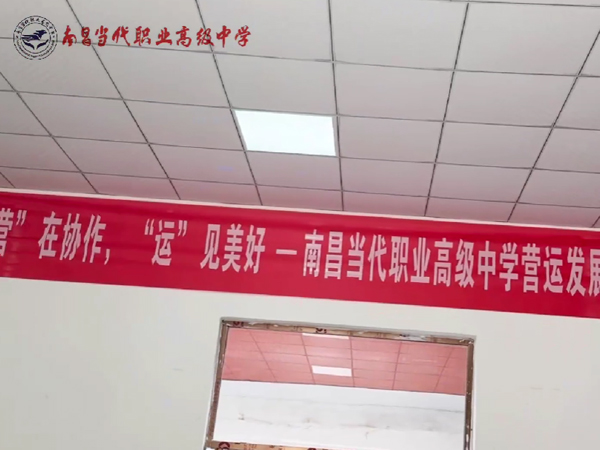 南昌当代职业高级中学
营”在协作，“运”见美好 — 南昌当代职业高级中学营运发展